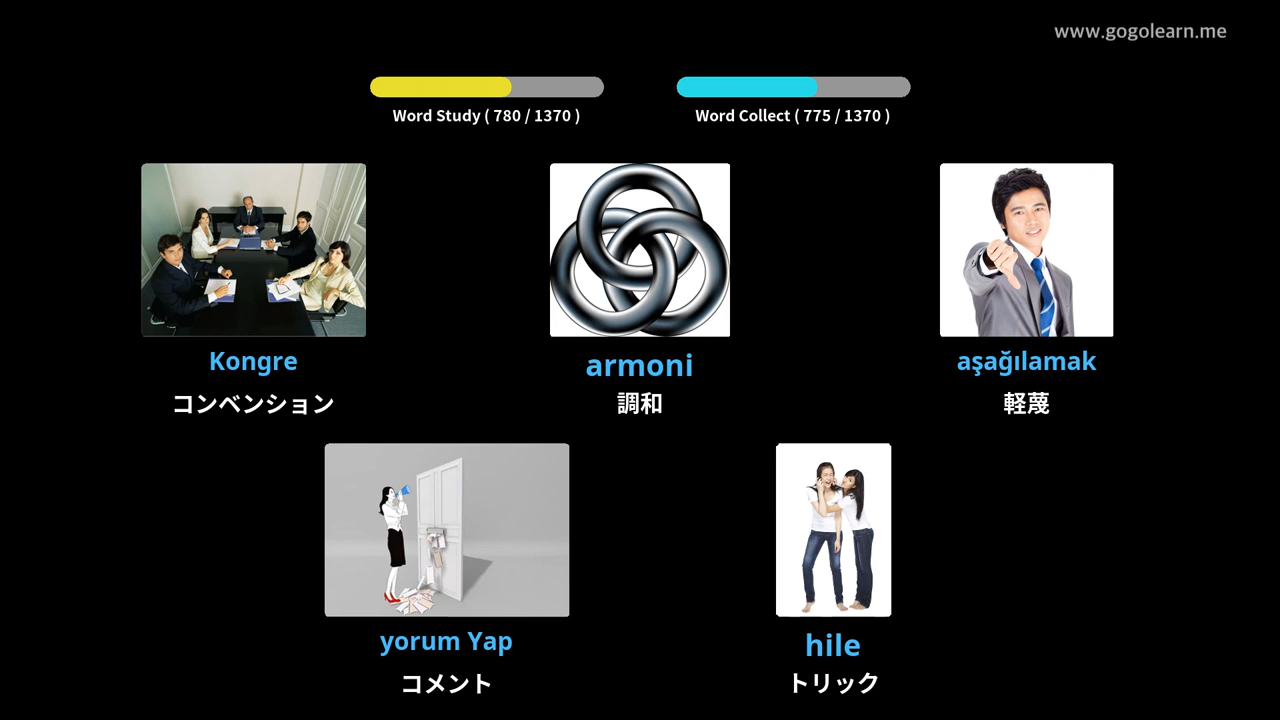 www.gogolearn.me
Word Study ( 780 / 1370 )
Word Collect ( 775 / 1370 )
Kongre
コンベンション
armoni
調和
aşağılamak
軽蔑
yorum Yap
コメント
hile
トリック